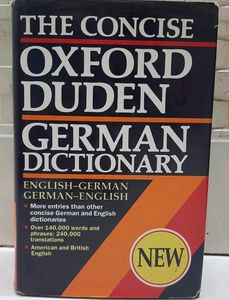 THE CONCISE
OXFORD
DUDEN
GERMAN
DICTIONARY
ENGLISH–GERMAN
GERMAN–ENGLISH
• More entries than other
concise German and English
dictionaries
• Over 140,000 words and
phrases: 240,000
translations
• American and British
English
NEW